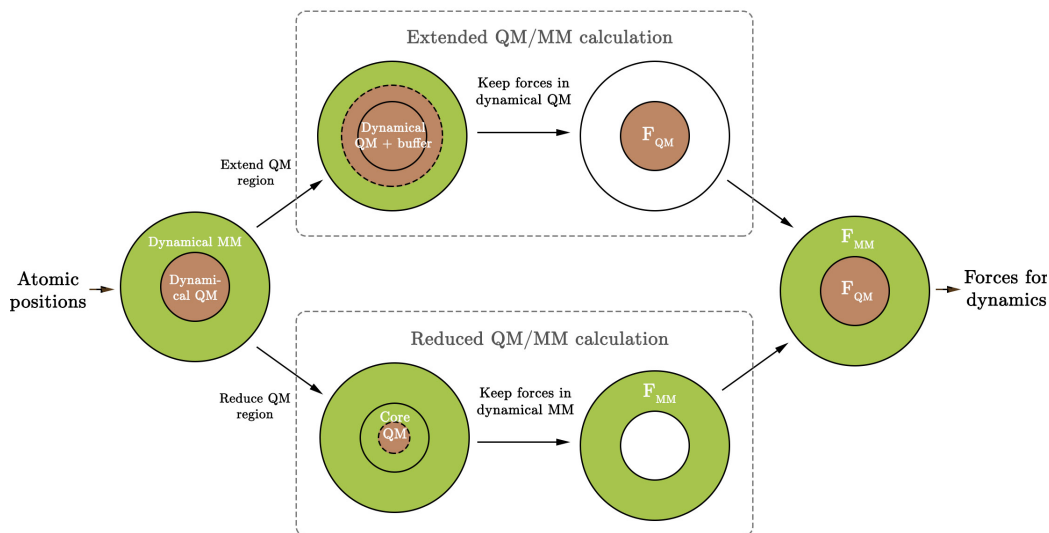 Extended QM/MM calculation
Keep forces in
dynamical QM
Dynamical
QM + buffer
F_QM
Extend QM
region
Dynamical MM
Dynami-
cal QM
Atomic
positions
F_MM
F_QM
Forces for
dynamics
Reduced QM/MM calculation
Reduce QM
region
Keep forces in
dynamical MM
Core
QM
F_MM